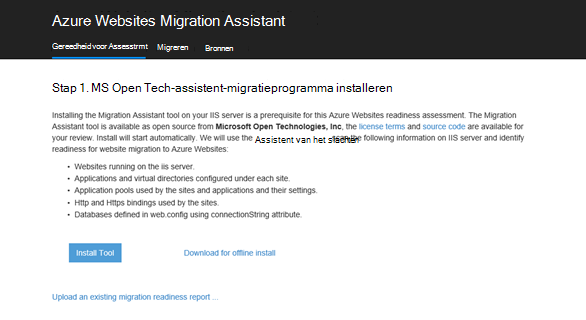 Azure Websites Migration Assistant
Gereedheid voor Assesstrmt Migreren Bronnen
Stap 1. MS Open Tech-assistent-migratieprogramma installeren
Installing the Migration Assistant tool on your IIS server is a prerequisite for this Azure Websites readiness assessment. The Migration
Assistant tool is available as open source from Microsoft Open Technologies, Inc, the license terms and source code are available for
your review. Install will start automatically. We will use the Assistent van het the following information on IIS server and identify
readiness for website migration to Azure Websites:
• Websites running on the iis server.
• Applications and virtual directories configured under each site.
• Application pools used by the sites and applications and their settings.
• Http and Https bindings used by the sites.
• Databases defined in web.config using connectionString attribute.
Install Tool Download for offline install
Upload an existing migration readiness report ...